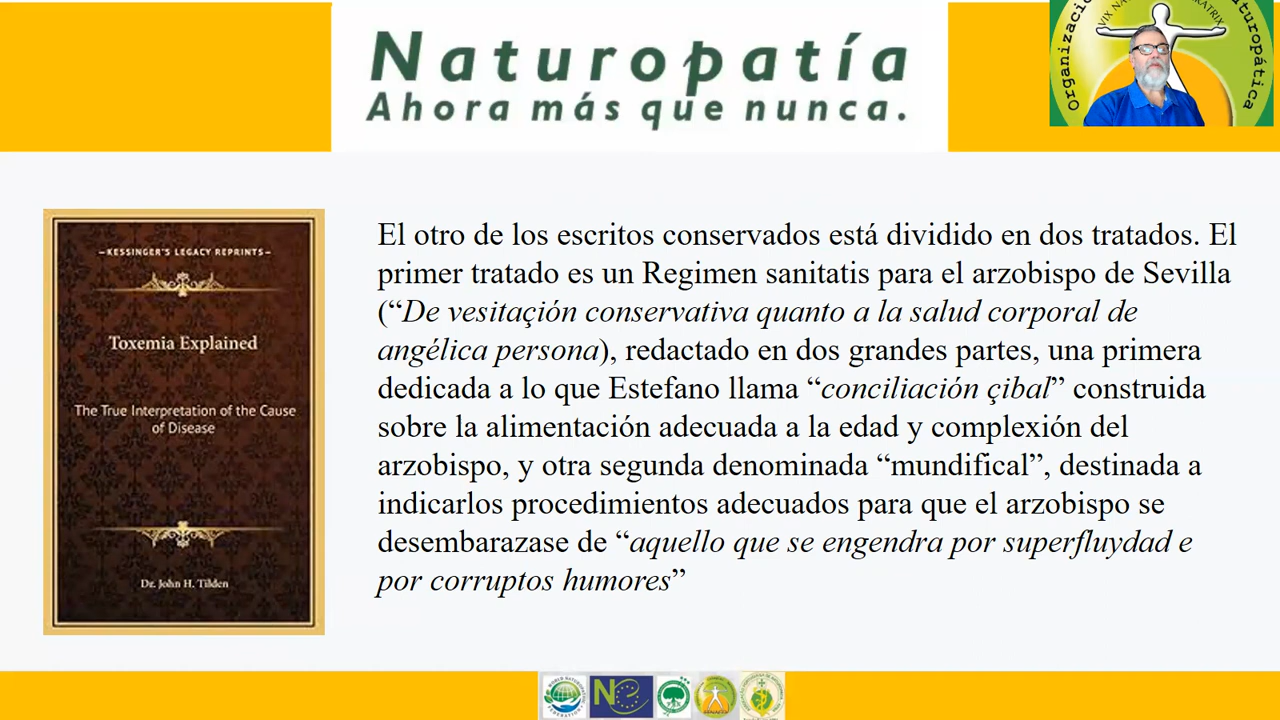 Naturopatía
Ahora más que nunca.
VIX NA
RATRIX
Organizació
aturopática
—KESSINGER'S LEGACY REPRINTS—
Toxemia Explained
The True Interpretation of the Cause
of Disease
Dr. John H. Tilden
El otro de los escritos conservados está dividido en dos tratados. El
primer tratado es un Regimen sanitatis para el arzobispo de Sevilla
(“De vesitaçión conservativa quanto a la salud corporal de
angélica persona), redactado en dos grandes partes, una primera
dedicada a lo que Estefano llama “conciliación çibal” construida
sobre la alimentación adecuada a la edad y complexión del
arzobispo, y otra segunda denominada “mundifical”, destinada a
indicarlos procedimientos adecuados para que el arzobispo se
desembarazase de “aquello que se engendra por superfluydad e
por corruptos humores”